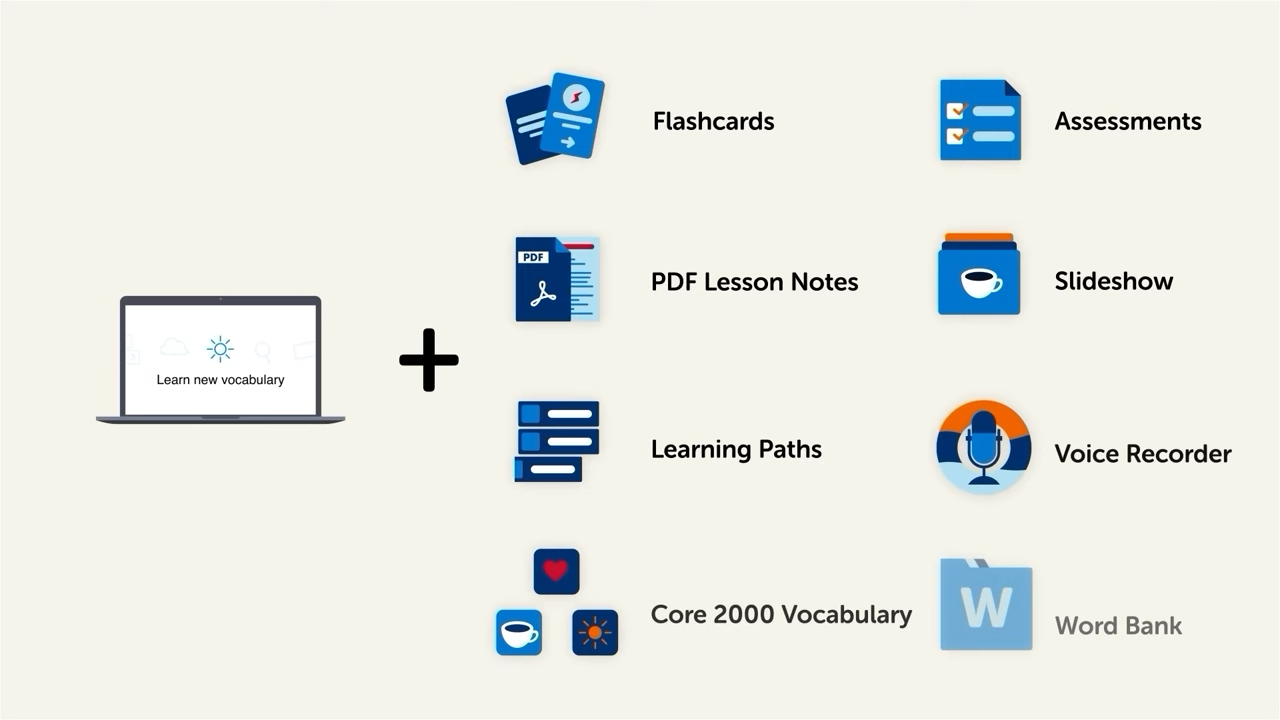 Flashcards
Assessments
PDF
PDF Lesson Notes
Slideshow
Learn new vocabulary
Learning Paths
Voice Recorder
Core 2000 Vocabulary
W
Word Bank